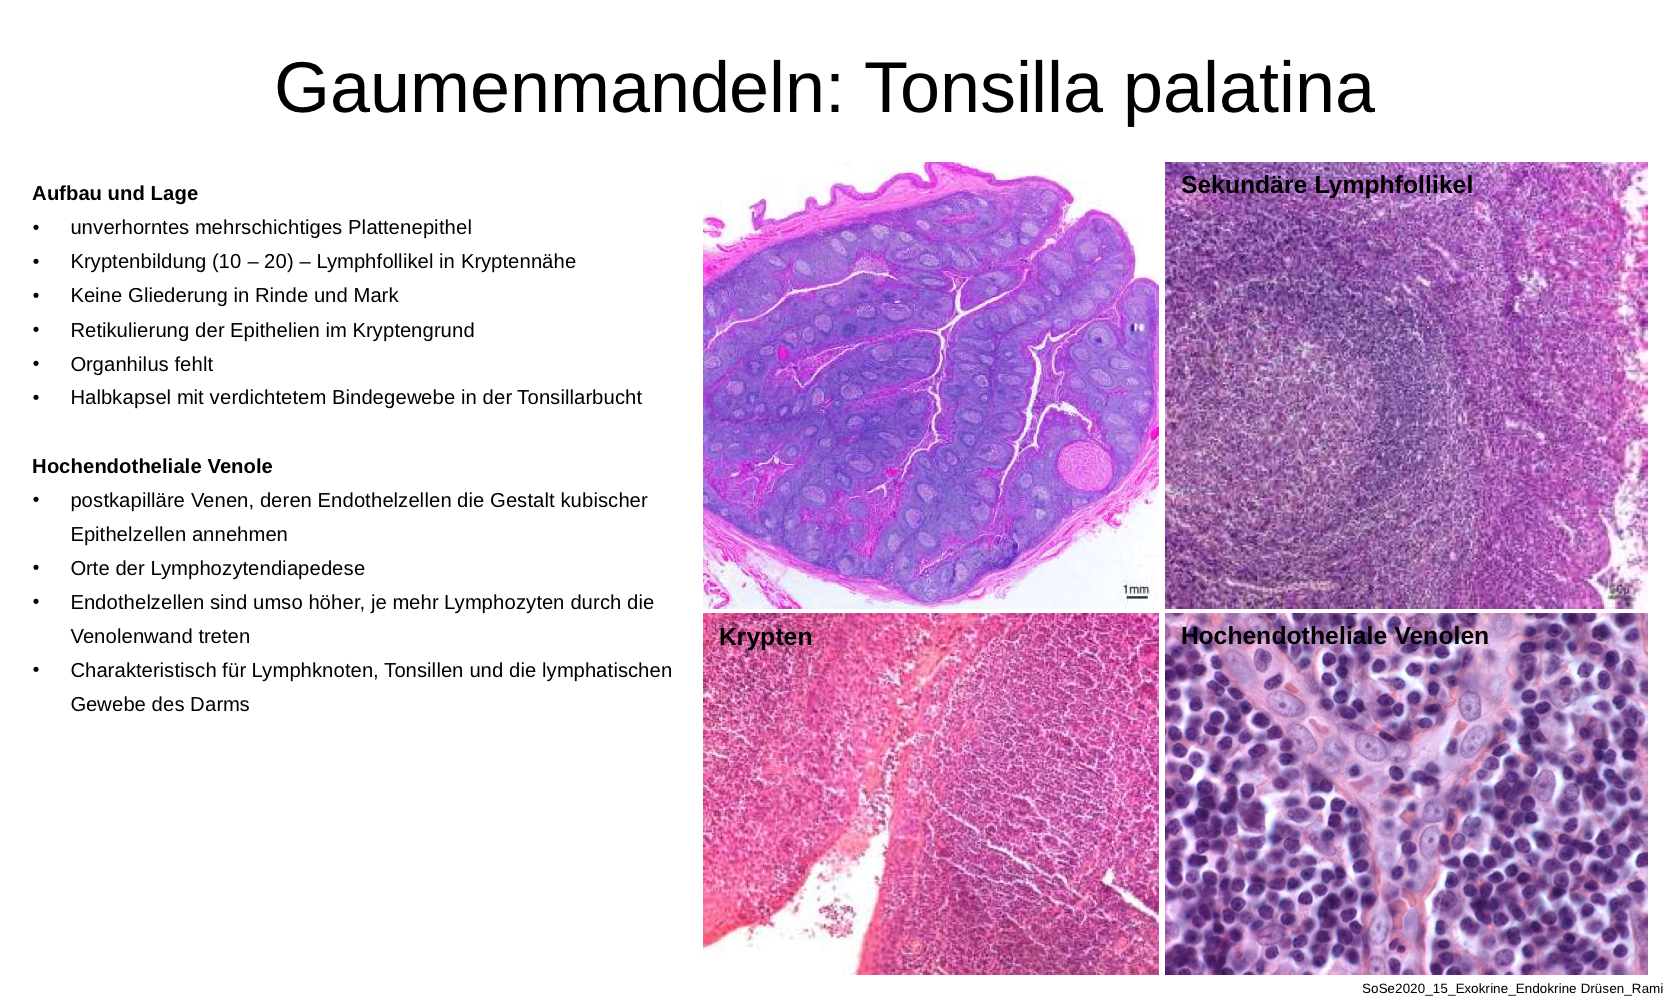 Gaumenmandeln: Tonsilla palatina
Aufbau und Lage
• unverhorntes mehrschichtiges Plattenepithel
• Kryptenbildung (10 – 20) – Lymphfollikel in Kryptennähe
• Keine Gliederung in Rinde und Mark
• Retikulierung der Epithelien im Kryptengrund
• Organhilus fehlt
• Halbkapsel mit verdichtetem Bindegewebe in der Tonsillarbucht
Hochendotheliale Venole
• postkapilläre Venen, deren Endothelzellen die Gestalt kubischer
Epithelzellen annehmen
• Orte der Lymphozytendiapedese
• Endothelzellen sind umso höher, je mehr Lymphozyten durch die
Venolenwand treten
• Charakteristisch für Lymphknoten, Tonsillen und die lymphatischen
Gewebe des Darms
1mm
Sekundäre Lymphfollikel
Krypten
Hochendotheliale Venolen
SoSe2020_15_Exokrine_Endokrine Drüsen_Rami